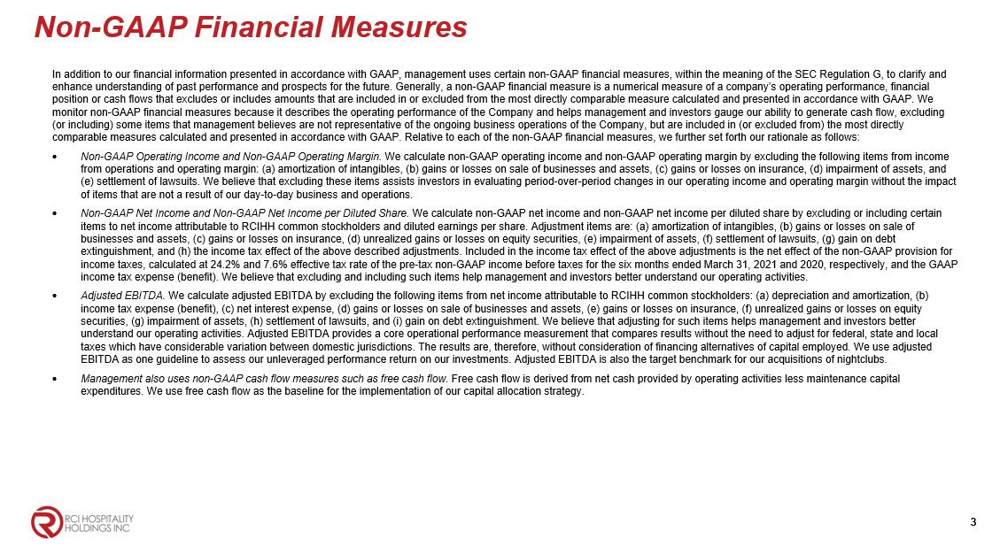 Non-GAAP Financial Measures
In addition to our financial information presented in accordance with GAAP, management uses certain non-GAAP financial measures, within the meaning of the SEC Regulation G, to clarify and
enhance understanding of past performance and prospects for the future. Generally, a non-GAAP financial measure is a numerical measure of a company's operating performance, financial
position or cash flows that excludes or includes amounts that are included in or excluded from the most directly comparable measure calculated and presented in accordance with GAAP. We
monitor non-GAAP financial measures because it describes the operating performance of the Company and helps management and investors gauge our ability to generate cash flow, excluding
(or including) some items that management believes are not representative of the ongoing business operations of the Company, but are included in (or excluded from) the most directly
comparable measures calculated and presented in accordance with GAAP. Relative to each of the non-GAAP financial measures, we further set forth our rationale as follows:
• Non-GAAP Operating Income and Non-GAAP Operating Margin. We calculate non-GAAP operating income and non-GAAP operating margin by excluding the following items from income
from operations and operating margin: (a) amortization of intangibles, (b) gains or losses on sale of businesses and assets, (c) gains or losses on insurance, (d) impairment of assets, and
(e) settlement of lawsuits. We believe that excluding these items assists investors in evaluating period-over-period changes in our operating income and operating margin without the impact
of items that are not a result of our day-to-day business and operations.
• Non-GAAP Net Income and Non-GAAP Net Income per Diluted Share. We calculate non-GAAP net income and non-GAAP net income per diluted share by excluding or including certain
items to net income attributable to RCIHH common stockholders and diluted earnings per share. Adjustment items are: (a) amortization of intangibles, (b) gains or losses on sale of
businesses and assets, (c) gains or losses on insurance, (d) unrealized gains or losses on equity securities, (e) impairment of assets, (f) settlement of lawsuits, (g) gain on debt
extinguishment, and (h) the income tax effect of the above described adjustments. Included in the income tax effect of the above adjustments is the net effect of the non-GAAP provision for
income taxes, calculated at 24.2% and 7.6% effective tax rate of the pre-tax non-GAAP income before taxes for the six months ended March 31, 2021 and 2020, respectively, and the GAAP
income tax expense (benefit). We believe that excluding and including such items help management and investors better understand our operating activities.
• Adjusted EBITDA. We calculate adjusted EBITDA by excluding the following items from net income attributable to RCIHH common stockholders: (a) depreciation and amortization, (b)
income tax expense (benefit), (c) net interest expense, (d) gains or losses on sale of businesses and assets, (e) gains or losses on insurance, (f) unrealized gains or losses on equity
securities, (g) impairment of assets, (h) settlement of lawsuits, and (i) gain on debt extinguishment. We believe that adjusting for such items helps management and investors better
understand our operating activities. Adjusted EBITDA provides a core operational performance measurement that compares results without the need to adjust for federal, state and local
taxes which have considerable variation between domestic jurisdictions. The results are, therefore, without consideration of financing alternatives of capital employed. We use adjusted
EBITDA as one guideline to assess our unleveraged performance return on our investments. Adjusted EBITDA is also the target benchmark for our acquisitions of nightclubs.
• Management also uses non-GAAP cash flow measures such as free cash flow. Free cash flow is derived from net cash provided by operating activities less maintenance capital
expenditures. We use free cash flow as the baseline for the implementation of our capital allocation strategy.
RCI HOSPITALITY
HOLDINGS INC
3